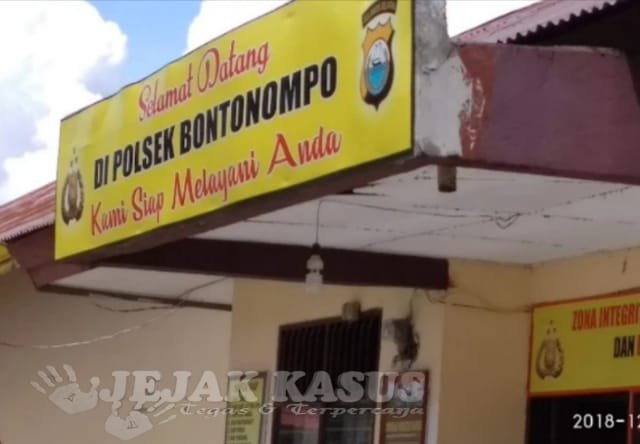 Selamat Datang
DI POLSEK BONTONOMPO
Kami Siap Melayani Anda
ZONA INTEGRI
DAN
JEJAK KASUS
Tegas & Terpercaya
2018-12